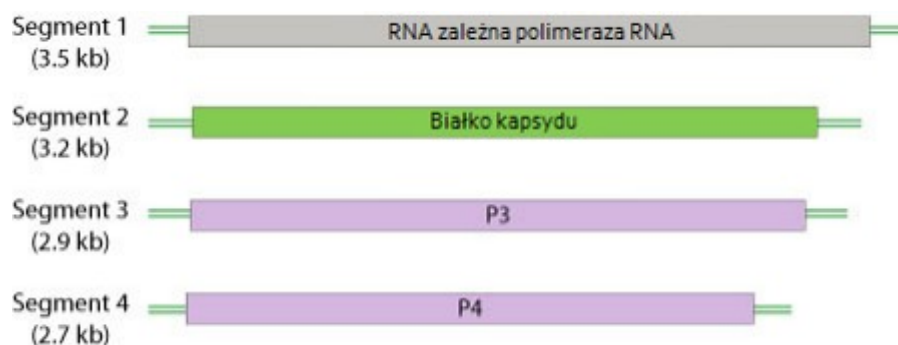 Segment 1
(3.5 kb)
RNA zależna polimeraza RNA
Segment 2
(3.2 kb)
Białko kapsydu
Segment 3
(2.9 kb)
P3
Segment 4
(2.7 kb)
P4